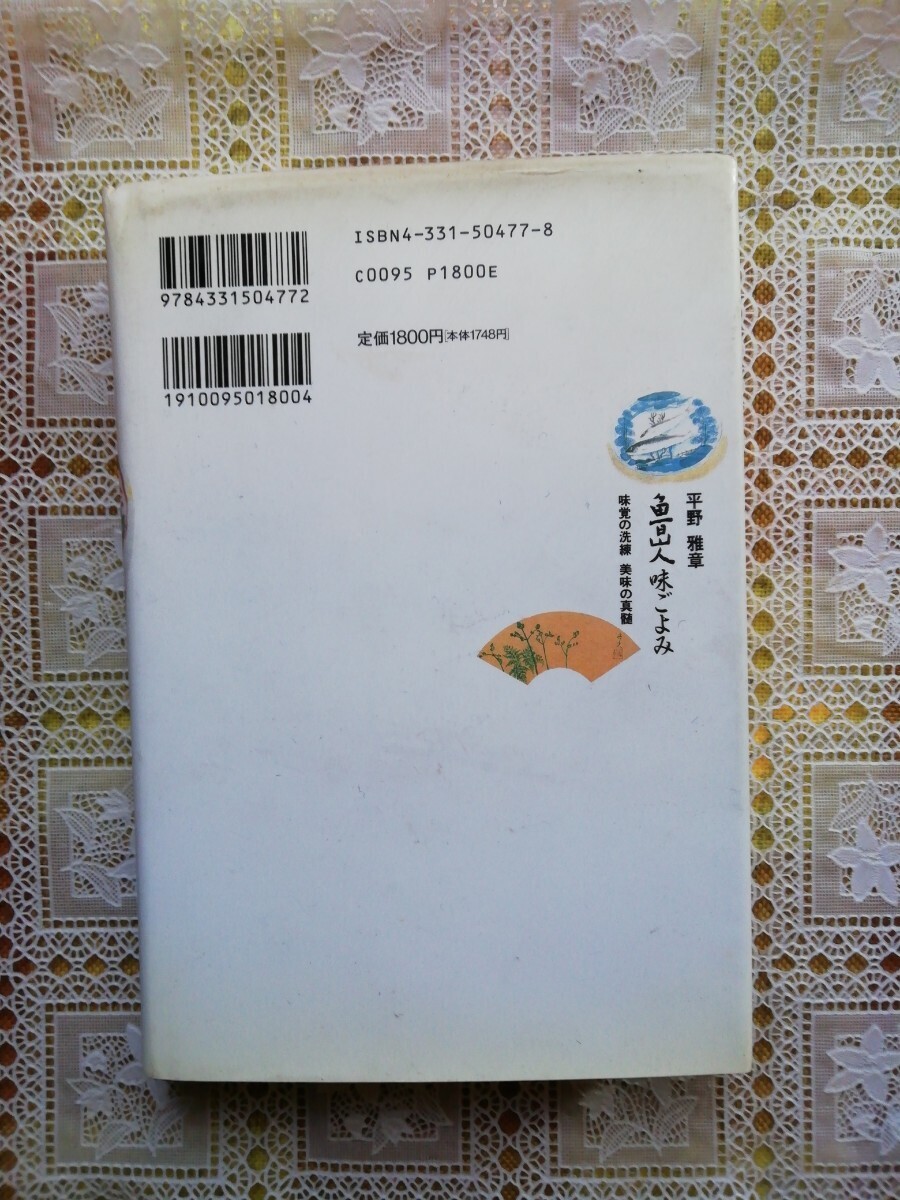 ISBN4-331-50477-8
C0095 P1800E
9784331504772
定価1800円[本体1748円]
1910095018004
平野 雅章
魯山人味ごよみ
味覚の洗練 美味の真髄